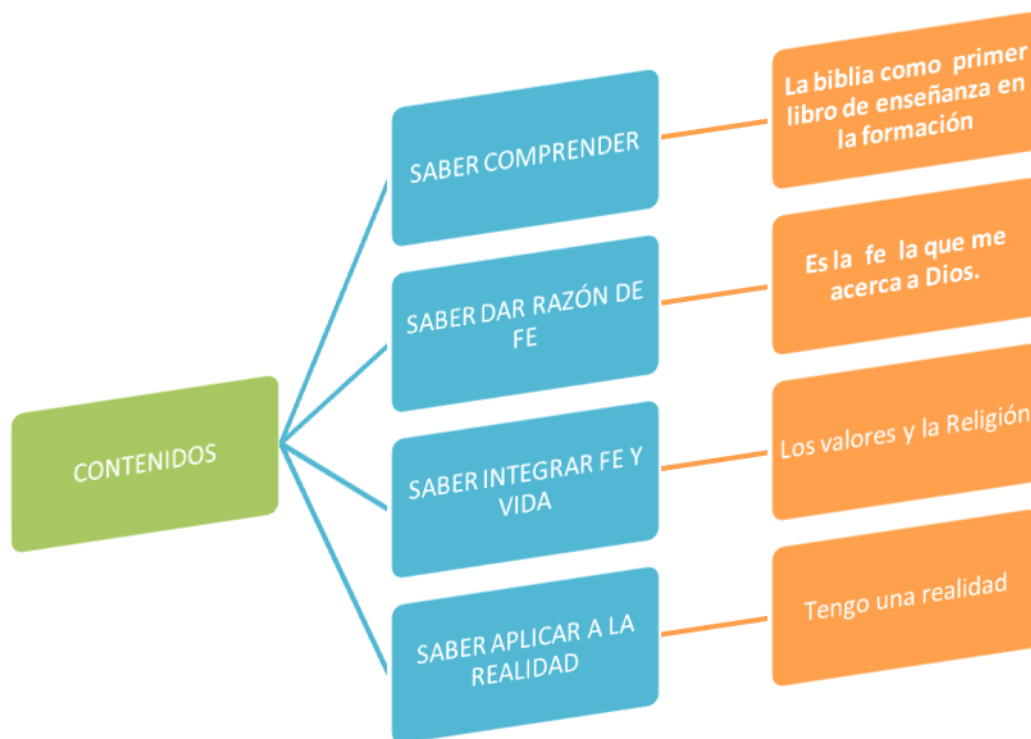 CONTENIDOS
SABER COMPRENDER
La biblia como primer
libro de enseñanza en
la formación
SABER DAR RAZÓN DE
FE
Es la fe la que me
acerca a Dios.
SABER INTEGRAR FE Y
VIDA
Los valores y la Religión
SABER APLICAR A LA
REALIDAD
Tengo una realidad